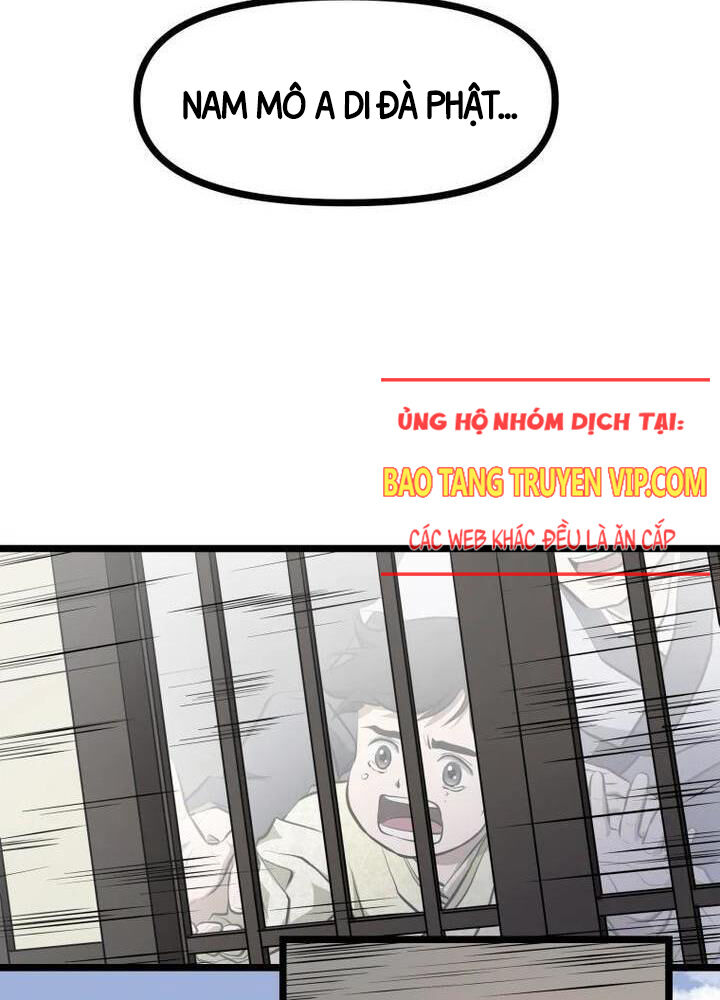 NAM MÔ A DI ĐÀ PHẬT...
ỦNG HỘ NHÓM DỊCH TẠI:
BAO TANG TRUYEN VIP.COM
CÁC WEB KHÁC ĐỀU LÀ ĂN CẮP